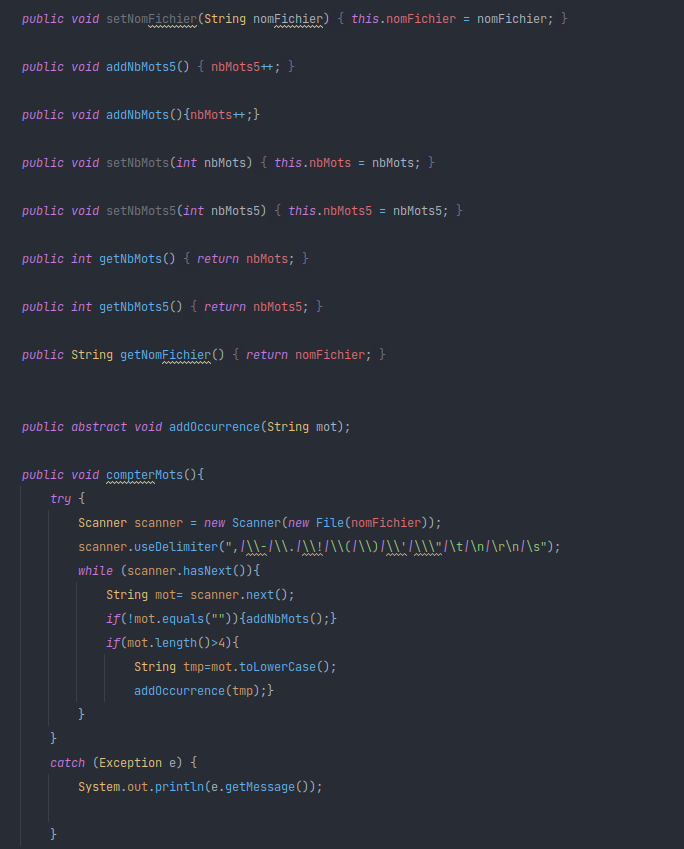 public void setNomFichier(String nomFichier) { this.nomFichier = nomFichier; }
public void addNbMots5() { nbMots5++; }
public void addNbMots(){nbMots++;}
public void setNbMots(int nbMots) { this.nbMots = nbMots; }
public void setNbMots5(int nbMots5) { this.nbMots5 = nbMots5; }
public int getNbMots() { return nbMots; }
public int getNbMots5() { return nbMots5; }
public String getNomFichier() { return nomFichier; }
public abstract void addOccurrence(String mot);
public void compterMots(){
try {
Scanner scanner = new Scanner(new File(nomFichier));
scanner.useDelimiter(",|\\-|\\.|\\!|\\(|\\)|\\'|\\\"|\t|\n|\r\n|\s");
while (scanner.hasNext()){
String mot= scanner.next();
if(!mot.equals("")){addNbMots();}
if(mot.length()>4){
String tmp=mot.toLowerCase();
addOccurrence(tmp);}
}
}
catch (Exception e) {
System.out.println(e.getMessage());
}